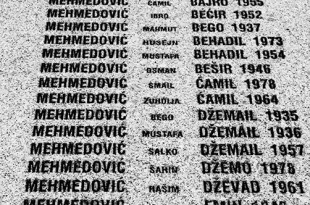 MEHMEDOVIĆ ĆAMIL BAJRO 1955
MEHMEDOVIĆ IBRO BEĆIR 1952
MEHMEDOVIĆ MAHMUT BEGO 1937
MEHMEDOVIĆ HUSEJN BEHADIL 1973
MEHMEDOVIĆ MUSTAFA BEHADIL 1954
MEHMEDOVIĆ OSMAN BEŠIR 1946
MEHMEDOVIĆ SMAIL ĆAMIL 1978
MEHMEDOVIĆ ZUHDIJA ĆAMIL 1964
MEHMEDOVIĆ BEGO DŽEMAIL 1935
MEHMEDOVIĆ MUSTAFA DŽEMAIL 1936
MEHMEDOVIĆ SALKO DŽEMAIL 1957
MEHMEDOVIĆ ŠAHIN DŽEMO 1978
MEHMEDOVIĆ HAŠIM DŽEVAD 1961
MEHMEDOVIĆ